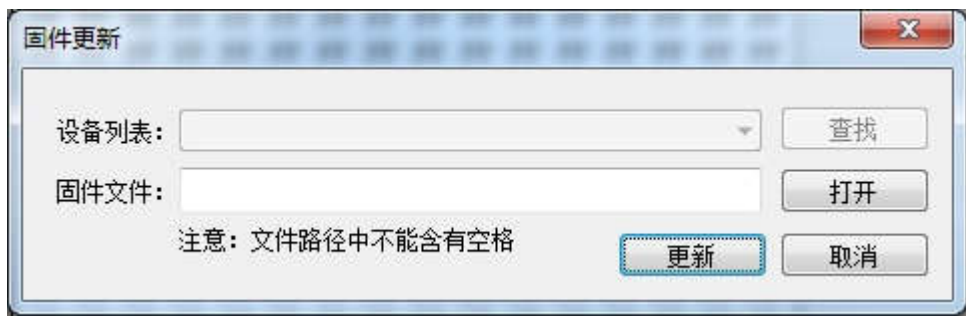 固件更新
设备列表： 查找
固件文件： 打开
注意：文件路径中不能含有空格
更新 取消